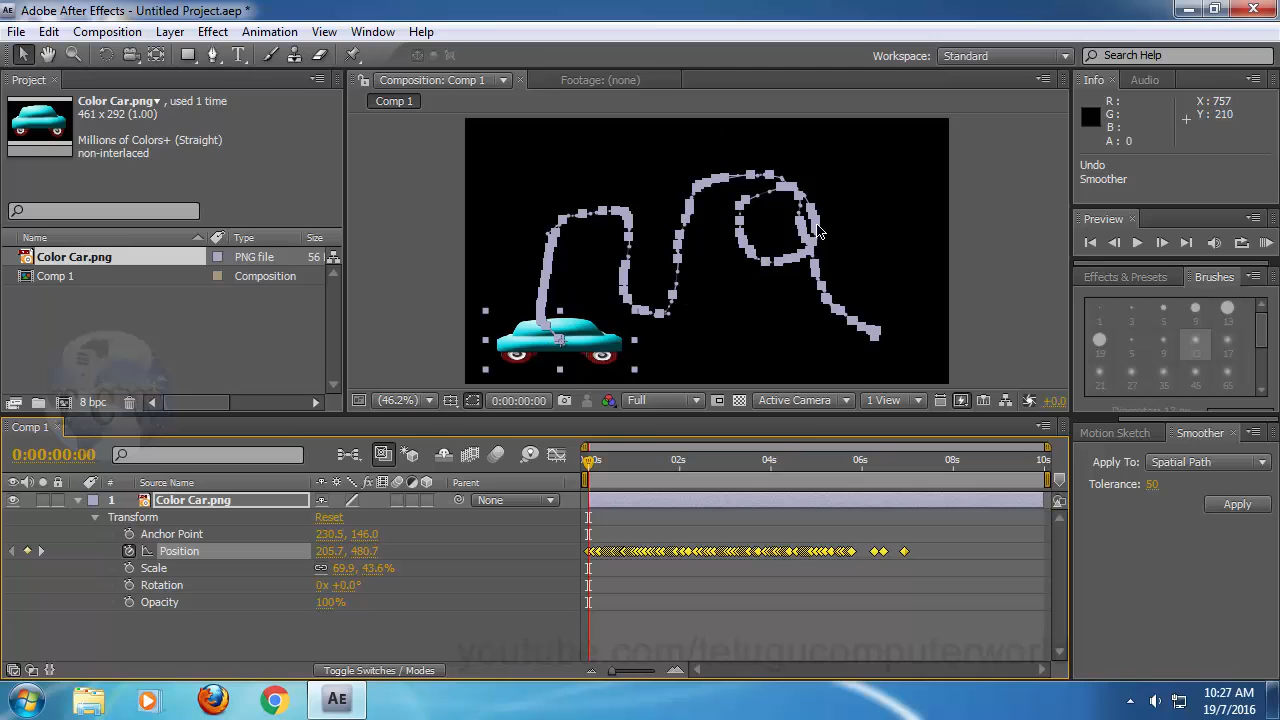 Adobe After Effects - Untitled Project.aep *
File Edit Composition Layer Effect Animation View Window Help
Workspace: Standard
Search Help
Project
Color Car.png▾ , used 1 time
461 x 292 (1.00)
Millions of Colors+ (Straight)
non-interlaced
Name Type Size
Color Car.png PNG file 56
Comp 1 Composition
8 bpc
Composition: Comp 1
Footage: (none)
Comp 1
(46.2%) 0:00:00:00 Full Active Camera 1 View +0.0
Info Audio
R: X: 757
G: Y: 210
B:
A: 0
Undo
Smoother
Preview
Effects & Presets Brushes
1 3 5 9 13
19 5 9 13 17
21 27 35 45 65
Motion Sketch Smoother
Apply To: Spatial Path
Tolerance: 50
Apply
Comp 1
0:00:00:00
00s 02s 04s 06s 08s 10s
# Source Name Parent
1 Color Car.png None
Transform Reset
Anchor Point 230.5, 146.0
Position 205.7, 480.7
Scale 69.9, 43.6%
Rotation 0x +0.0°
Opacity 100%
youtube.com/telugucomputerworl
Toggle Switches / Modes
AE
10:27 AM
19/7/2016